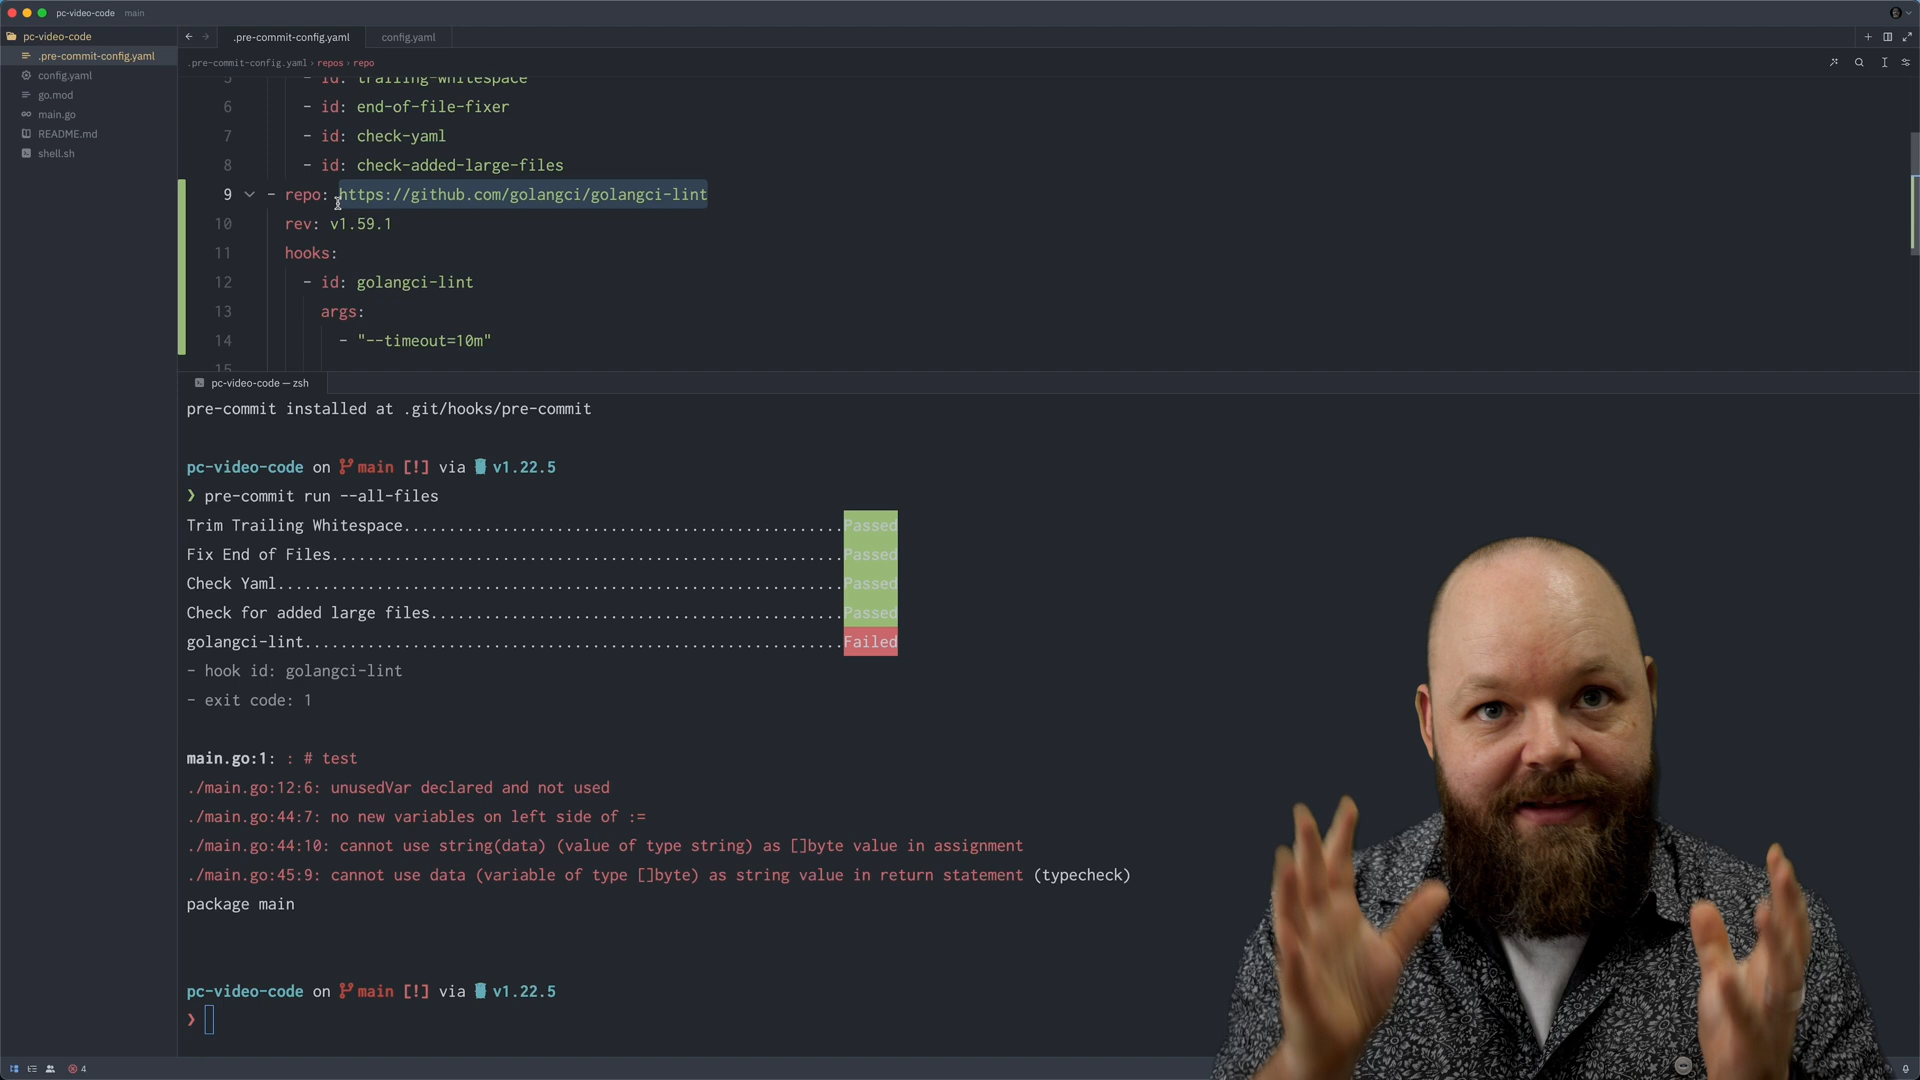 pc-video-code main
pc-video-code
.pre-commit-config.yaml
config.yaml
go.mod
main.go
README.md
shell.sh
.pre-commit-config.yaml config.yaml
.pre-commit-config.yaml › repos › repo
5 - id: trailing-whitespace
6 - id: end-of-file-fixer
7 - id: check-yaml
8 - id: check-added-large-files
9 - repo: https://github.com/golangci/golangci-lint
10 rev: v1.59.1
11 hooks:
12 - id: golangci-lint
13 args:
14 - "--timeout=10m"
15
pc-video-code — zsh
pre-commit installed at .git/hooks/pre-commit
pc-video-code on main [!] via v1.22.5
❯ pre-commit run --all-files
Trim Trailing Whitespace.................................................Passed
Fix End of Files.........................................................Passed
Check Yaml...............................................................Passed
Check for added large files..............................................Passed
golangci-lint............................................................Failed
- hook id: golangci-lint
- exit code: 1
main.go:1: : # test
./main.go:12:6: unusedVar declared and not used
./main.go:44:7: no new variables on left side of :=
./main.go:44:10: cannot use string(data) (value of type string) as []byte value in assignment
./main.go:45:9: cannot use data (variable of type []byte) as string value in return statement (typecheck)
package main
pc-video-code on main [!] via v1.22.5
❯
4